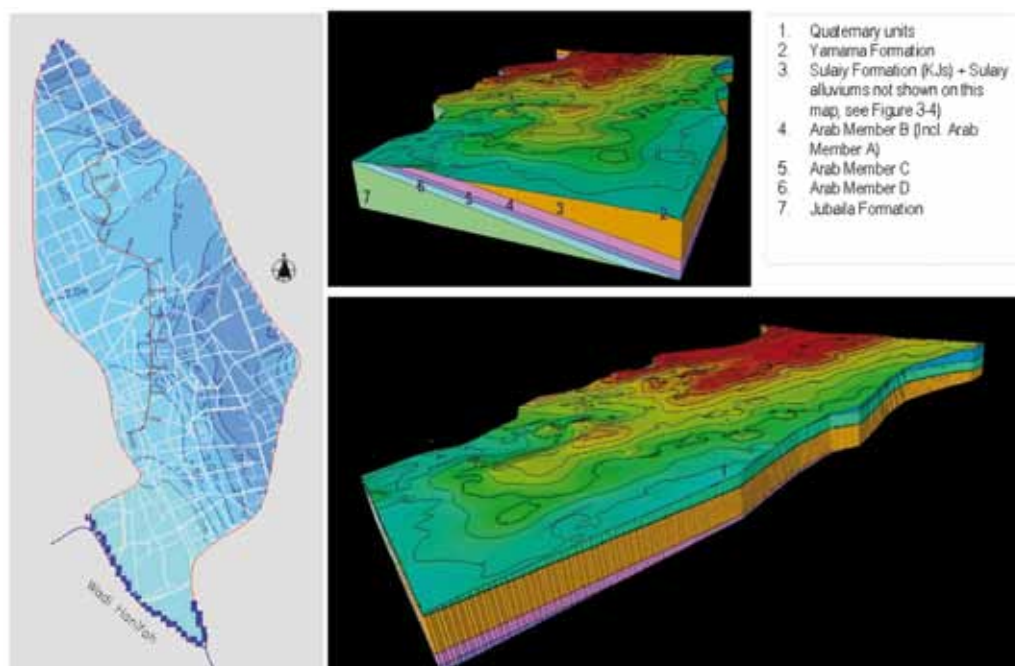 1. Quaternary units
2. Yamama Formation
3. Sulaiy Formation (KJs) + Sulaiy
alluviums not shown on this
map, see Figure 3-4)
4. Arab Member B (Incl. Arab
Member A)
5. Arab Member C
6. Arab Member D
7. Jubaila Formation
7
6
5
4
3
2
1
Wadi Hanifah